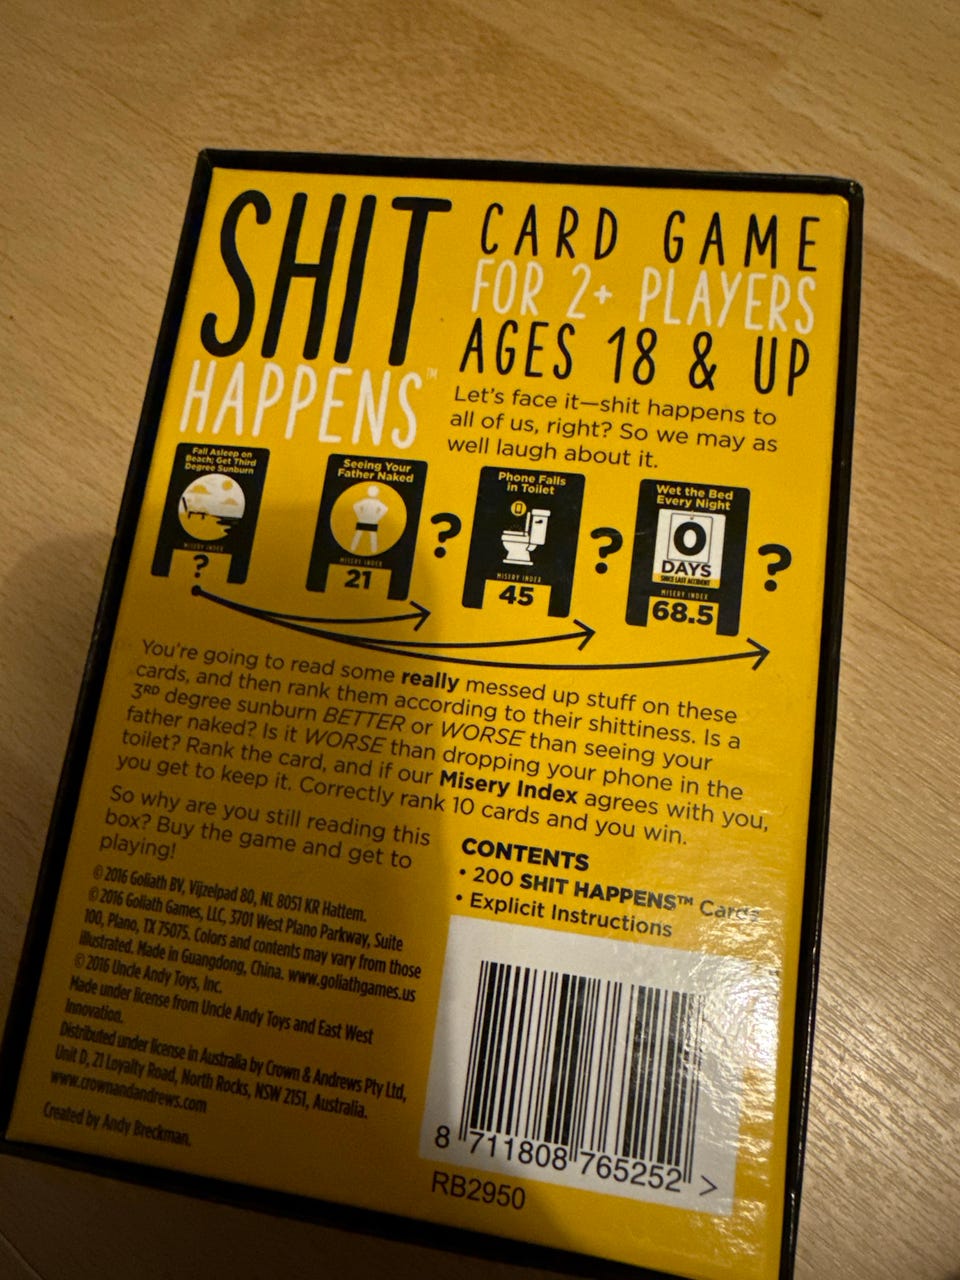 SHIT
HAPPENS™
CARD GAME
FOR 2+ PLAYERS
AGES 18 & UP
Let's face it—shit happens to
all of us, right? So we may as
well laugh about it.
Fall Asleep on
Beach; Get Third
Degree Sunburn
MISERY INDEX
?
Seeing Your
Father Naked
MISERY INDEX
21
?
Phone Falls
in Toilet
MISERY INDEX
45
?
Wet the Bed
Every Night
0
DAYS
SINCE LAST ACCIDENT
MISERY INDEX
68.5
?
You're going to read some really messed up stuff on these
cards, and then rank them according to their shittiness. Is a
3RD degree sunburn BETTER or WORSE than seeing your
father naked? Is it WORSE than dropping your phone in the
toilet? Rank the card, and if our Misery Index agrees with you,
you get to keep it. Correctly rank 10 cards and you win.
So why are you still reading this
box? Buy the game and get to
playing!
CONTENTS
• 200 SHIT HAPPENS™ Cards
• Explicit Instructions
© 2016 Goliath BV, Vijzelpad 80, NL 8051 KR Hattem.
© 2016 Goliath Games, LLC, 3701 West Plano Parkway, Suite
100, Plano, TX 75075. Colors and contents may vary from those
illustrated. Made in Guangdong, China. www.goliathgames.us
© 2016 Uncle Andy Toys, Inc.
Made under license from Uncle Andy Toys and East West
Innovation.
Distributed under license in Australia by Crown & Andrews Pty Ltd,
Unit D, 21 Loyalty Road, North Rocks, NSW 2151, Australia.
www.crownandandrews.com
Created by Andy Breckman.
8 711808 765252 >
RB2950